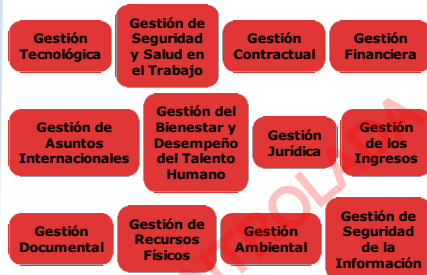 Gestión
Tecnológica
Gestión de
Seguridad
y Salud en
el Trabajo
Gestión
Contractual
Gestión
Financiera
Gestión de
Asuntos
Internacionales
Gestión del
Bienestar y
Desempeño
del Talento
Humano
Gestión
Jurídica
Gestión
de los
Ingresos
Gestión
Documental
Gestión de
Recursos
Físicos
Gestión
Ambiental
Gestión de
Seguridad
de la
Información
NTROLADA